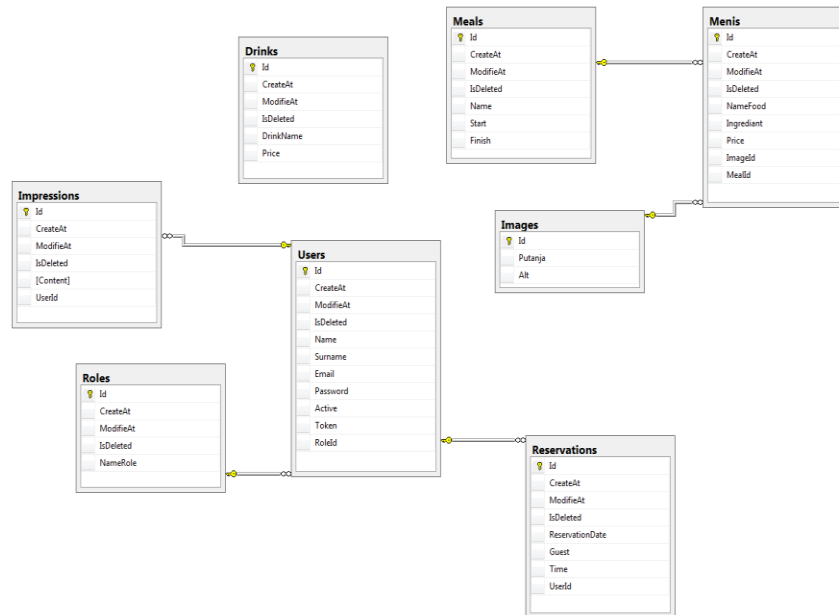 Meals
Id
CreateAt
ModifieAt
IsDeleted
Name
Start
Finish
Menis
Id
CreateAt
ModifieAt
IsDeleted
NameFood
Ingrediant
Price
ImageId
MealId
Drinks
Id
CreateAt
ModifieAt
IsDeleted
DrinkName
Price
Impressions
Id
CreateAt
ModifieAt
IsDeleted
[Content]
UserId
Images
Id
Putanja
Alt
Users
Id
CreateAt
ModifieAt
IsDeleted
Name
Surname
Email
Password
Active
Token
RoleId
Roles
Id
CreateAt
ModifieAt
IsDeleted
NameRole
Reservations
Id
CreateAt
ModifieAt
IsDeleted
ReservationDate
Guest
Time
UserId